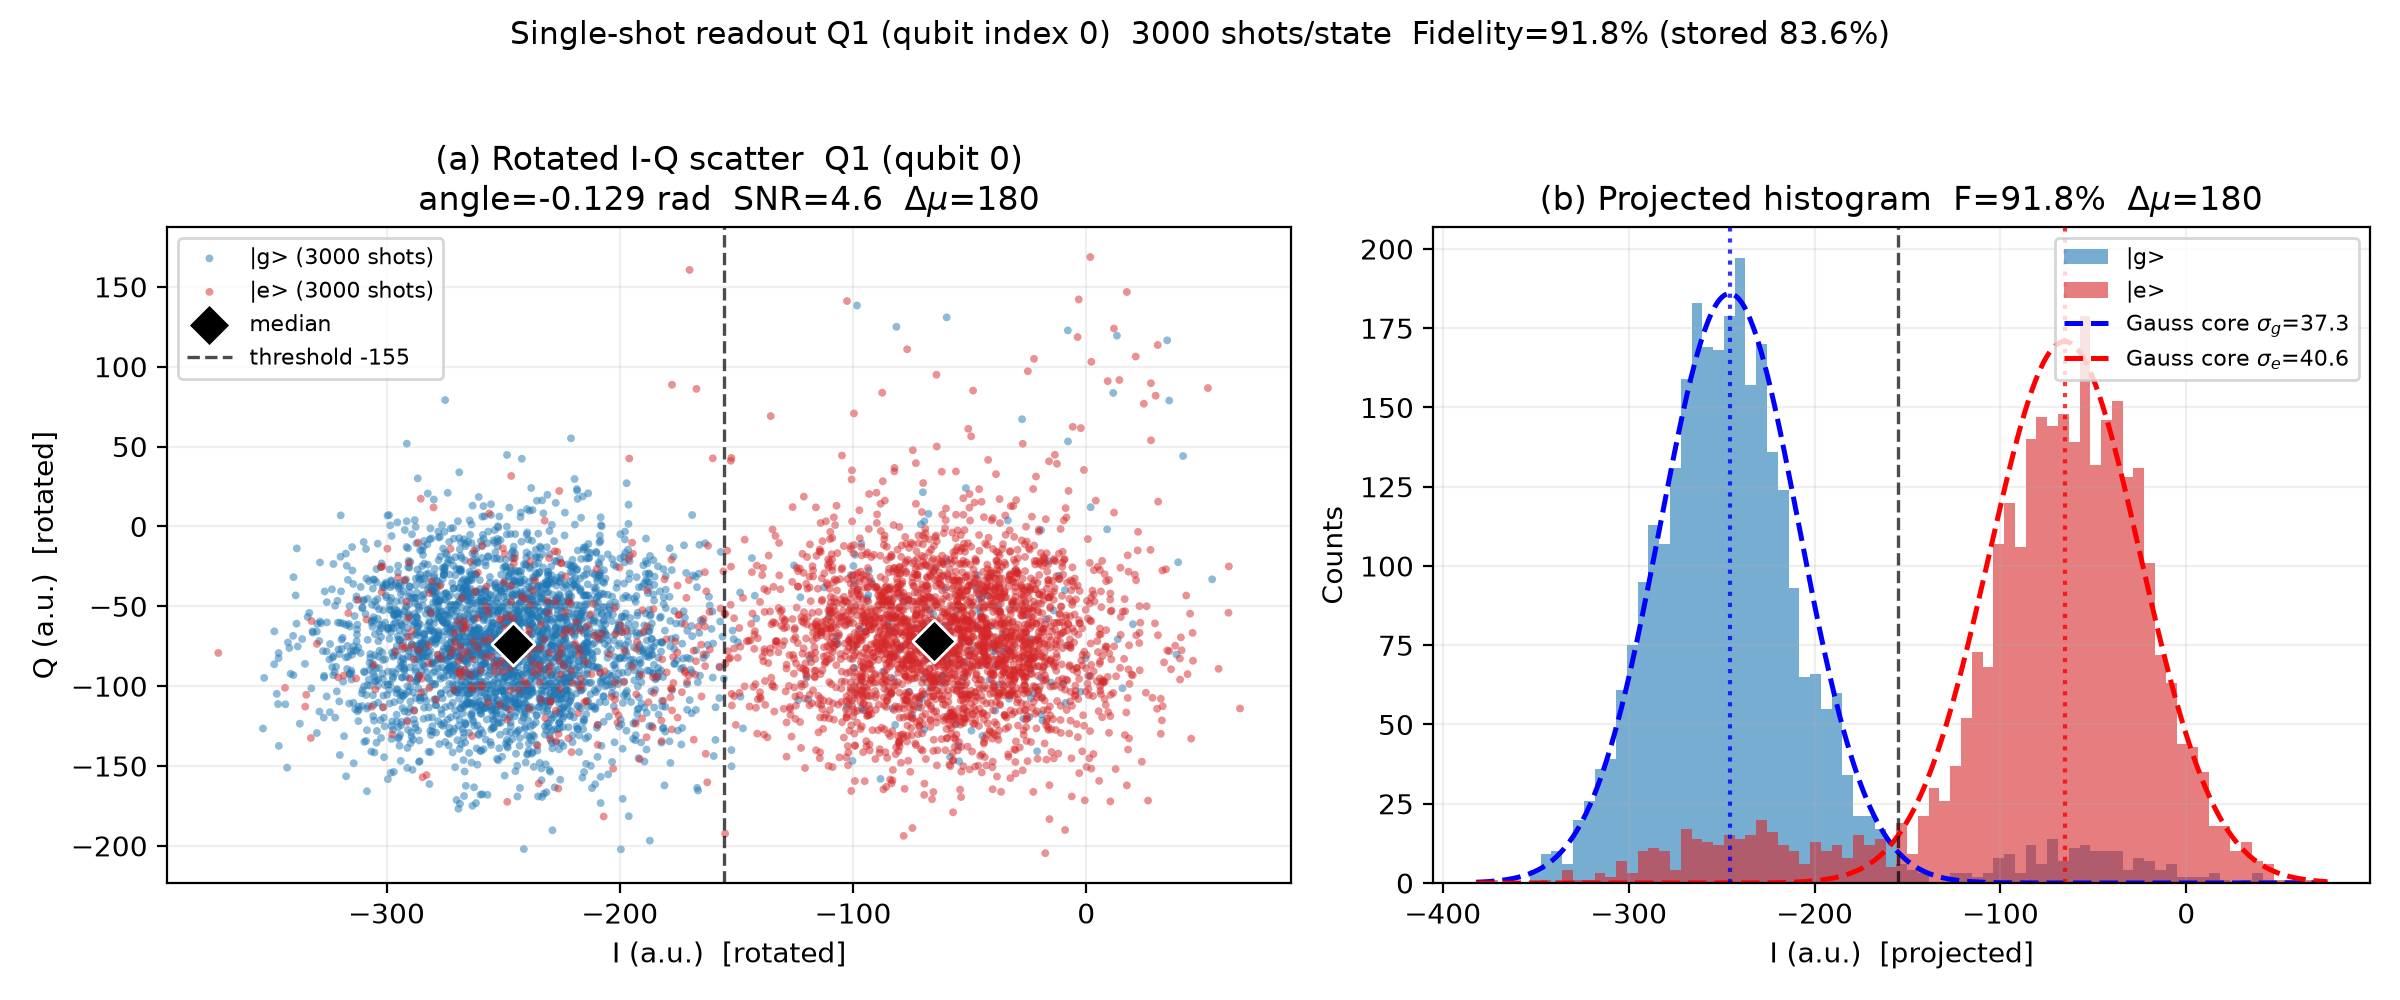 Single-shot readout Q1 (qubit index 0)  3000 shots/state  Fidelity=91.8% (stored 83.6%)
(a) Rotated I-Q scatter  Q1 (qubit 0)
angle=-0.129 rad  SNR=4.6  Δμ=180
|g> (3000 shots)
|e> (3000 shots)
median
threshold -155
150
100
50
0
−50
−100
−150
−200
Q (a.u.)  [rotated]
−300
−200
−100
0
I (a.u.)  [rotated]
(b) Projected histogram  F=91.8%  Δμ=180
|g>
|e>
Gauss core σg=37.3
Gauss core σe=40.6
200
175
150
125
100
75
50
25
0
Counts
−400
−300
−200
−100
0
I (a.u.)  [projected]